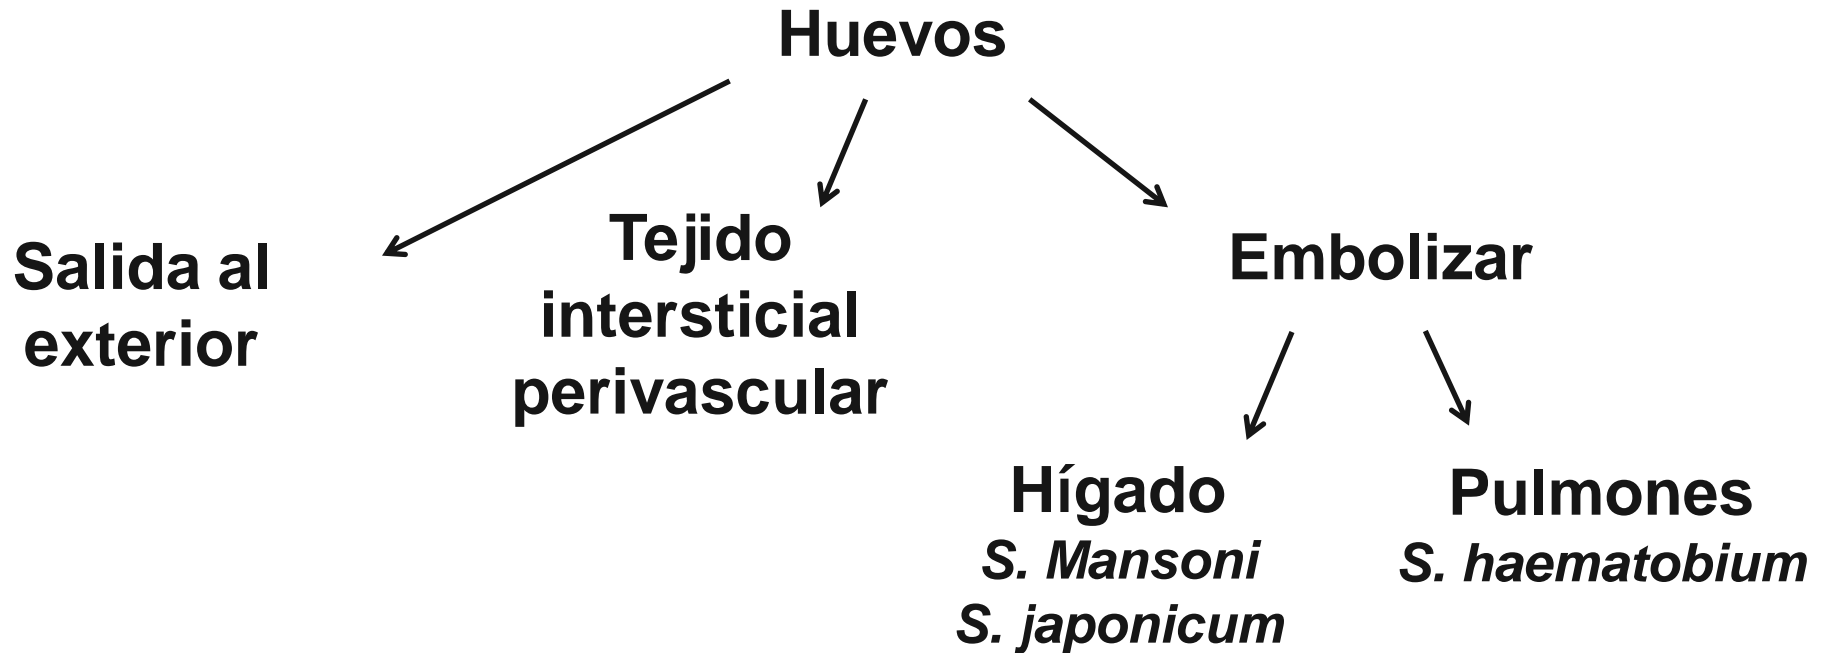 Huevos
Salida al
exterior
Tejido
intersticial
perivascular
Embolizar
Hígado
S. Mansoni
S. japonicum
Pulmones
S. haematobium